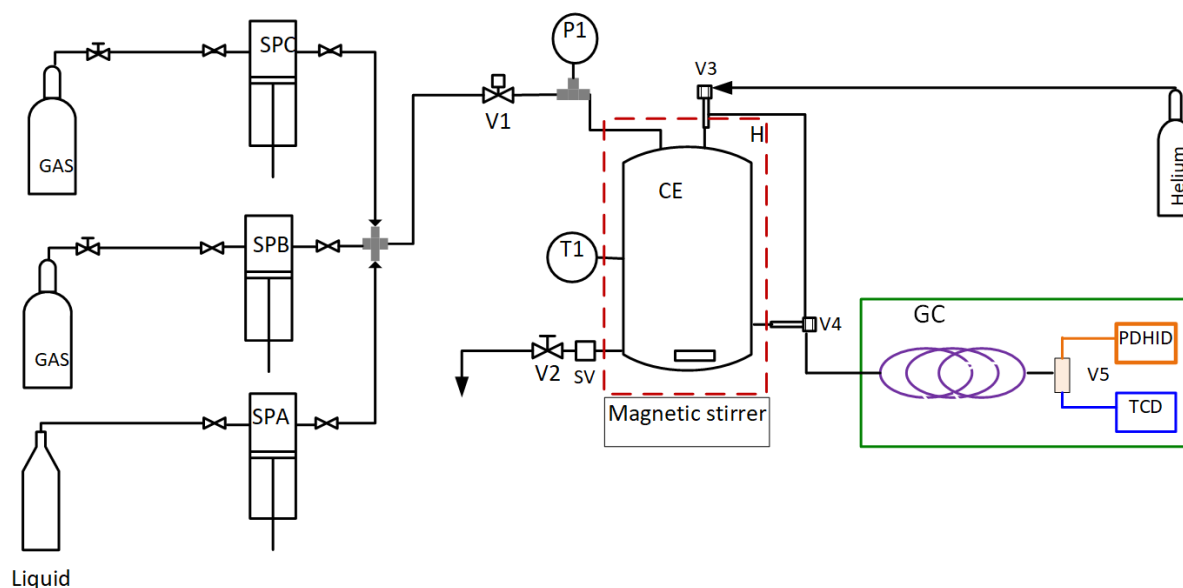 P1
SPC
V3
GAS
V1
H
Helium
CE
SPB
T1
GAS
V4
GC
PDHID
V2
SV
V5
TCD
SPA
Magnetic stirrer
Liquid